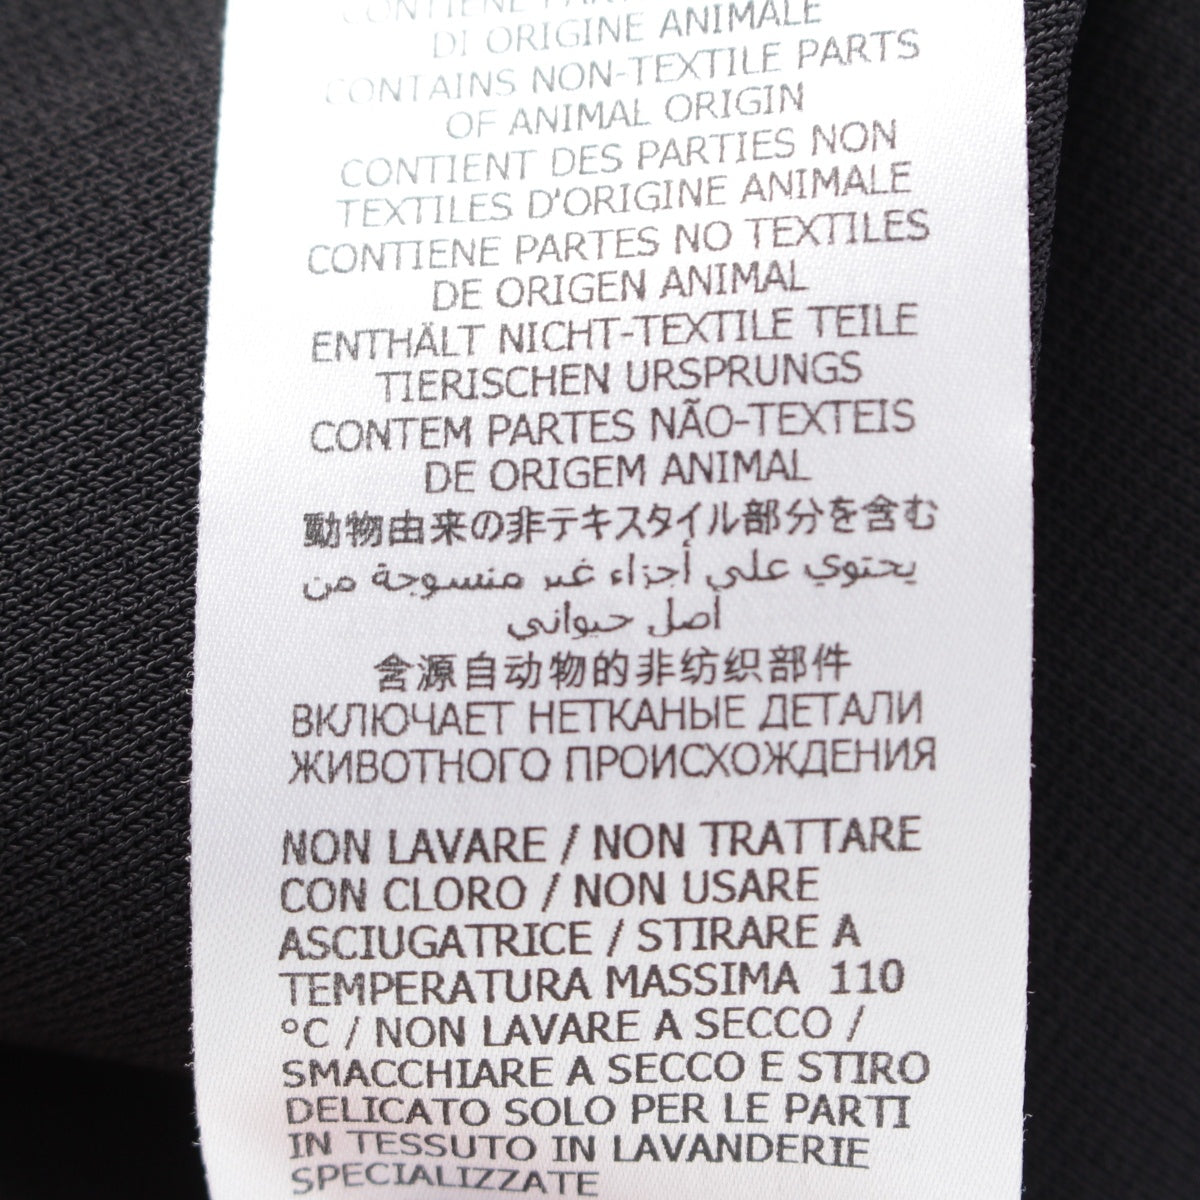 CONTIENE PAR
DI ORIGINE ANIMALE
CONTAINS NON-TEXTILE PARTS
OF ANIMAL ORIGIN
CONTIENT DES PARTIES NON
TEXTILES D'ORIGINE ANIMALE
CONTIENE PARTES NO TEXTILES
DE ORIGEN ANIMAL
ENTHÄLT NICHT-TEXTILE TEILE
TIERISCHEN URSPRUNGS
CONTEM PARTES NÃO-TEXTEIS
DE ORIGEM ANIMAL
動物由来の非テキスタイル部分を含む
يحتوي على أجزاء غير منسوجة من
أصل حيواني
含源自动物的非纺织部件
ВКЛЮЧАЕТ НЕТКАНЫЕ ДЕТАЛИ
ЖИВОТНОГО ПРОИСХОЖДЕНИЯ
NON LAVARE / NON TRATTARE
CON CLORO / NON USARE
ASCIUGATRICE / STIRARE A
TEMPERATURA MASSIMA 110
°C / NON LAVARE A SECCO /
SMACCHIARE A SECCO E STIRO
DELICATO SOLO PER LE PARTI
IN TESSUTO IN LAVANDERIE
SPECIALIZZATE